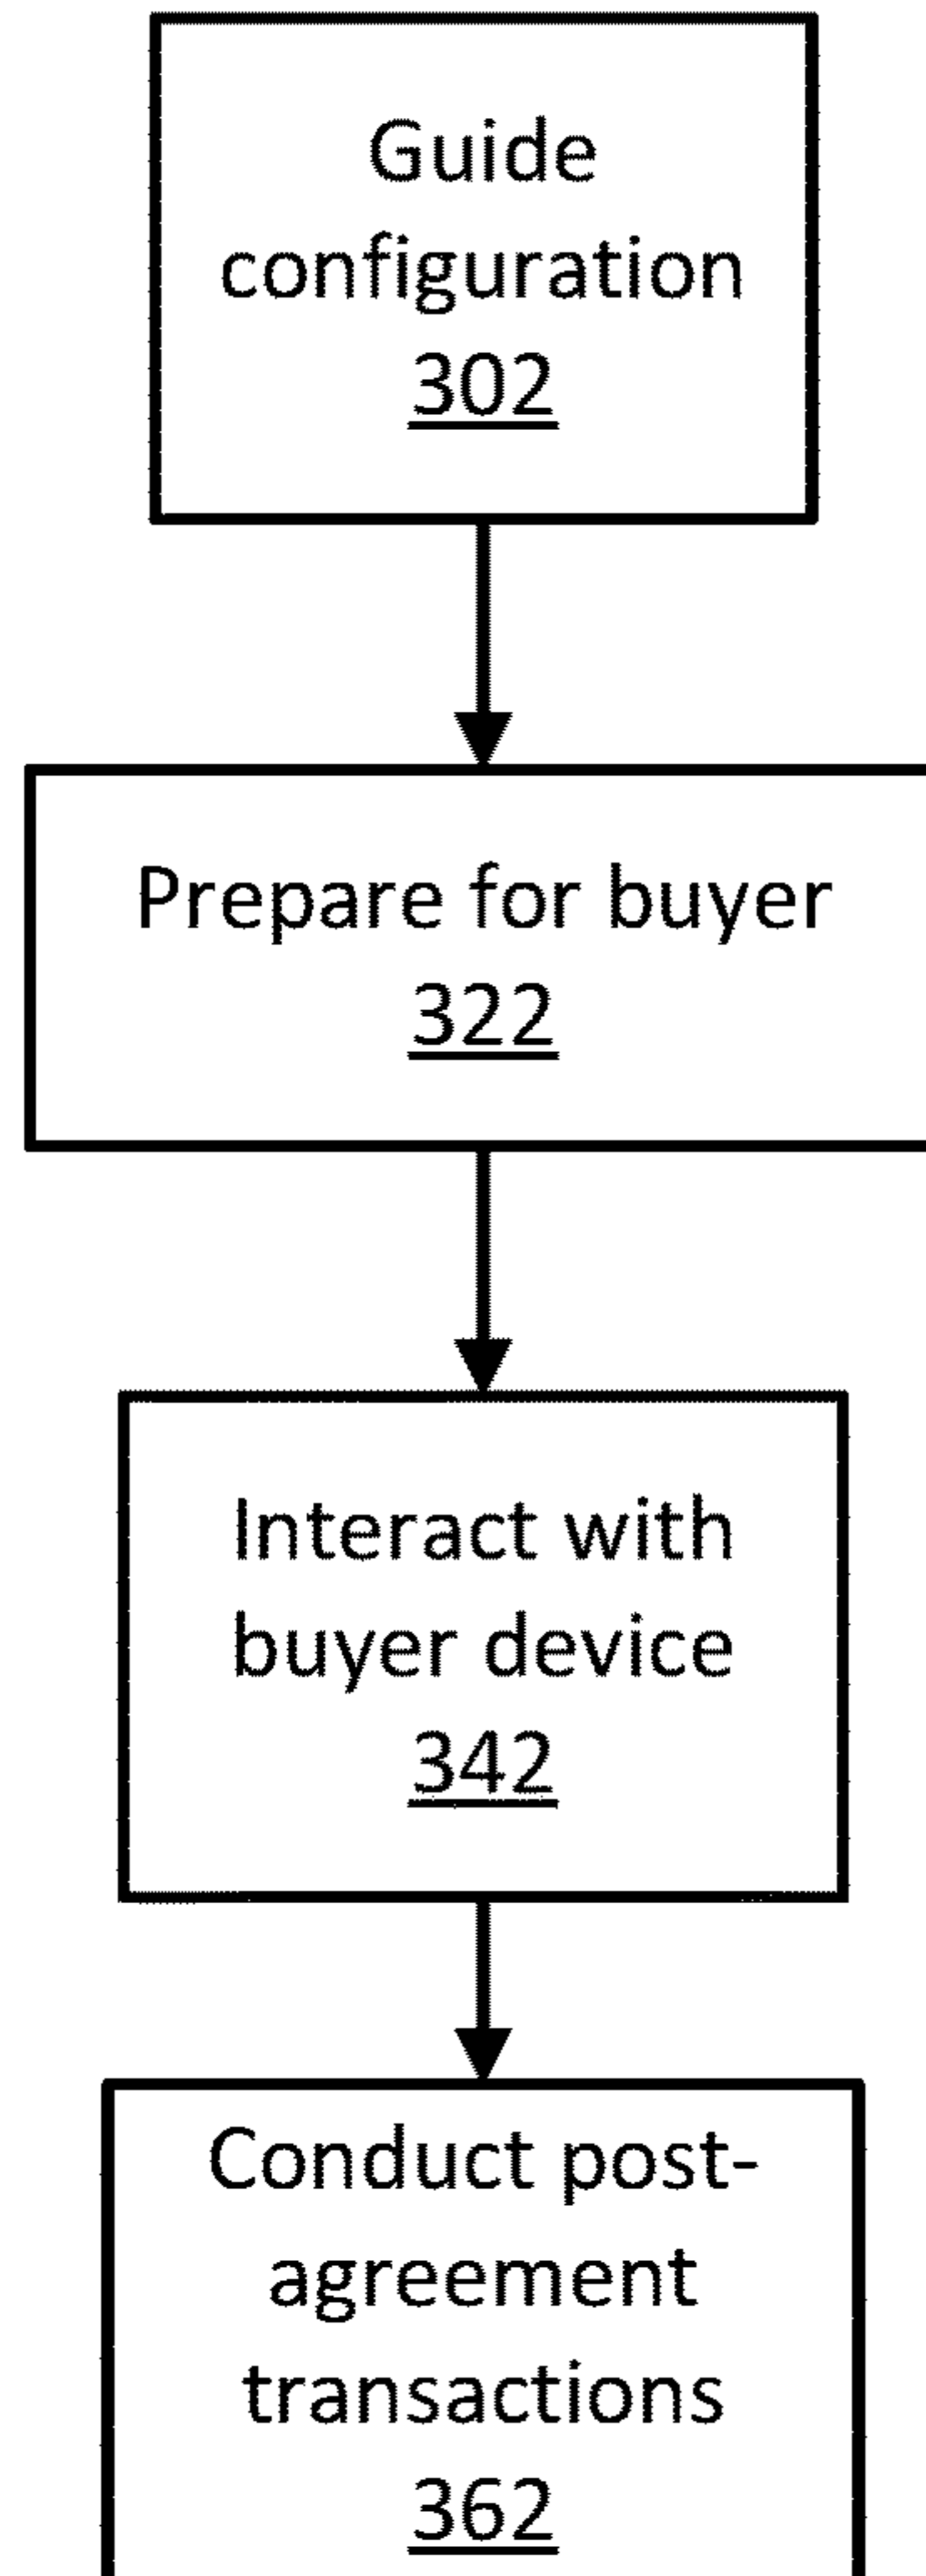 Guide
configuration
302
Prepare for buyer
322
Interact with
buyer device
342
Conduct post-
agreement
transactions
362